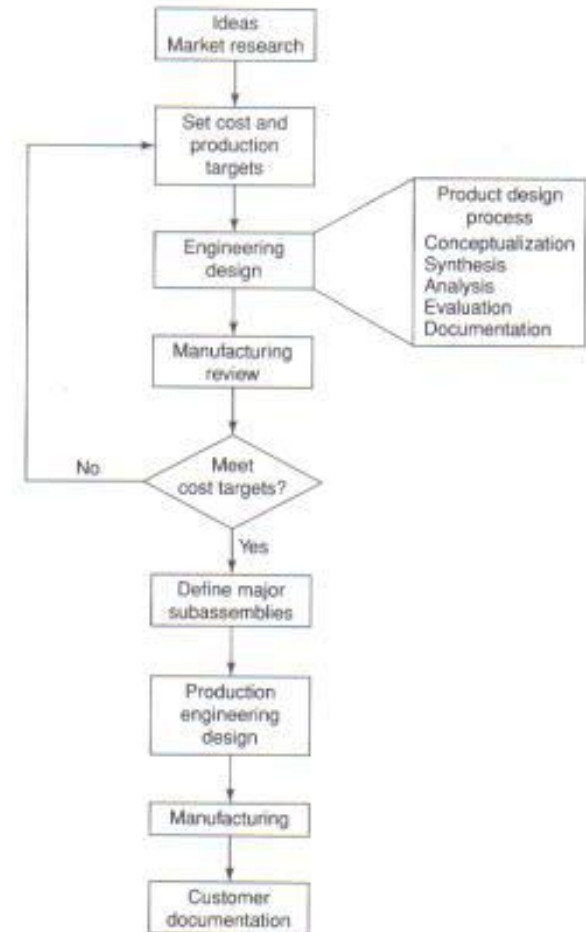 Ideas
Market research
Set cost and
production
targets
Engineering
design
Product design
process
Conceptualization
Synthesis
Analysis
Evaluation
Documentation
Manufacturing
review
Meet
cost targets?
No
Yes
Define major
subassemblies
Production
engineering
design
Manufacturing
Customer
documentation